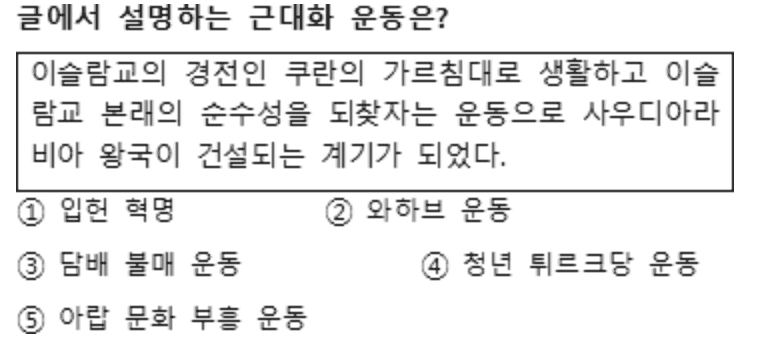 글에서 설명하는 근대화 운동은?
이슬람교의 경전인 쿠란의 가르침대로 생활하고 이슬
람교 본래의 순수성을 되찾자는 운동으로 사우디아라
비아 왕국이 건설되는 계기가 되었다.
① 입헌 혁명 ② 와하브 운동
③ 담배 불매 운동 ④ 청년 튀르크당 운동
⑤ 아랍 문화 부흥 운동